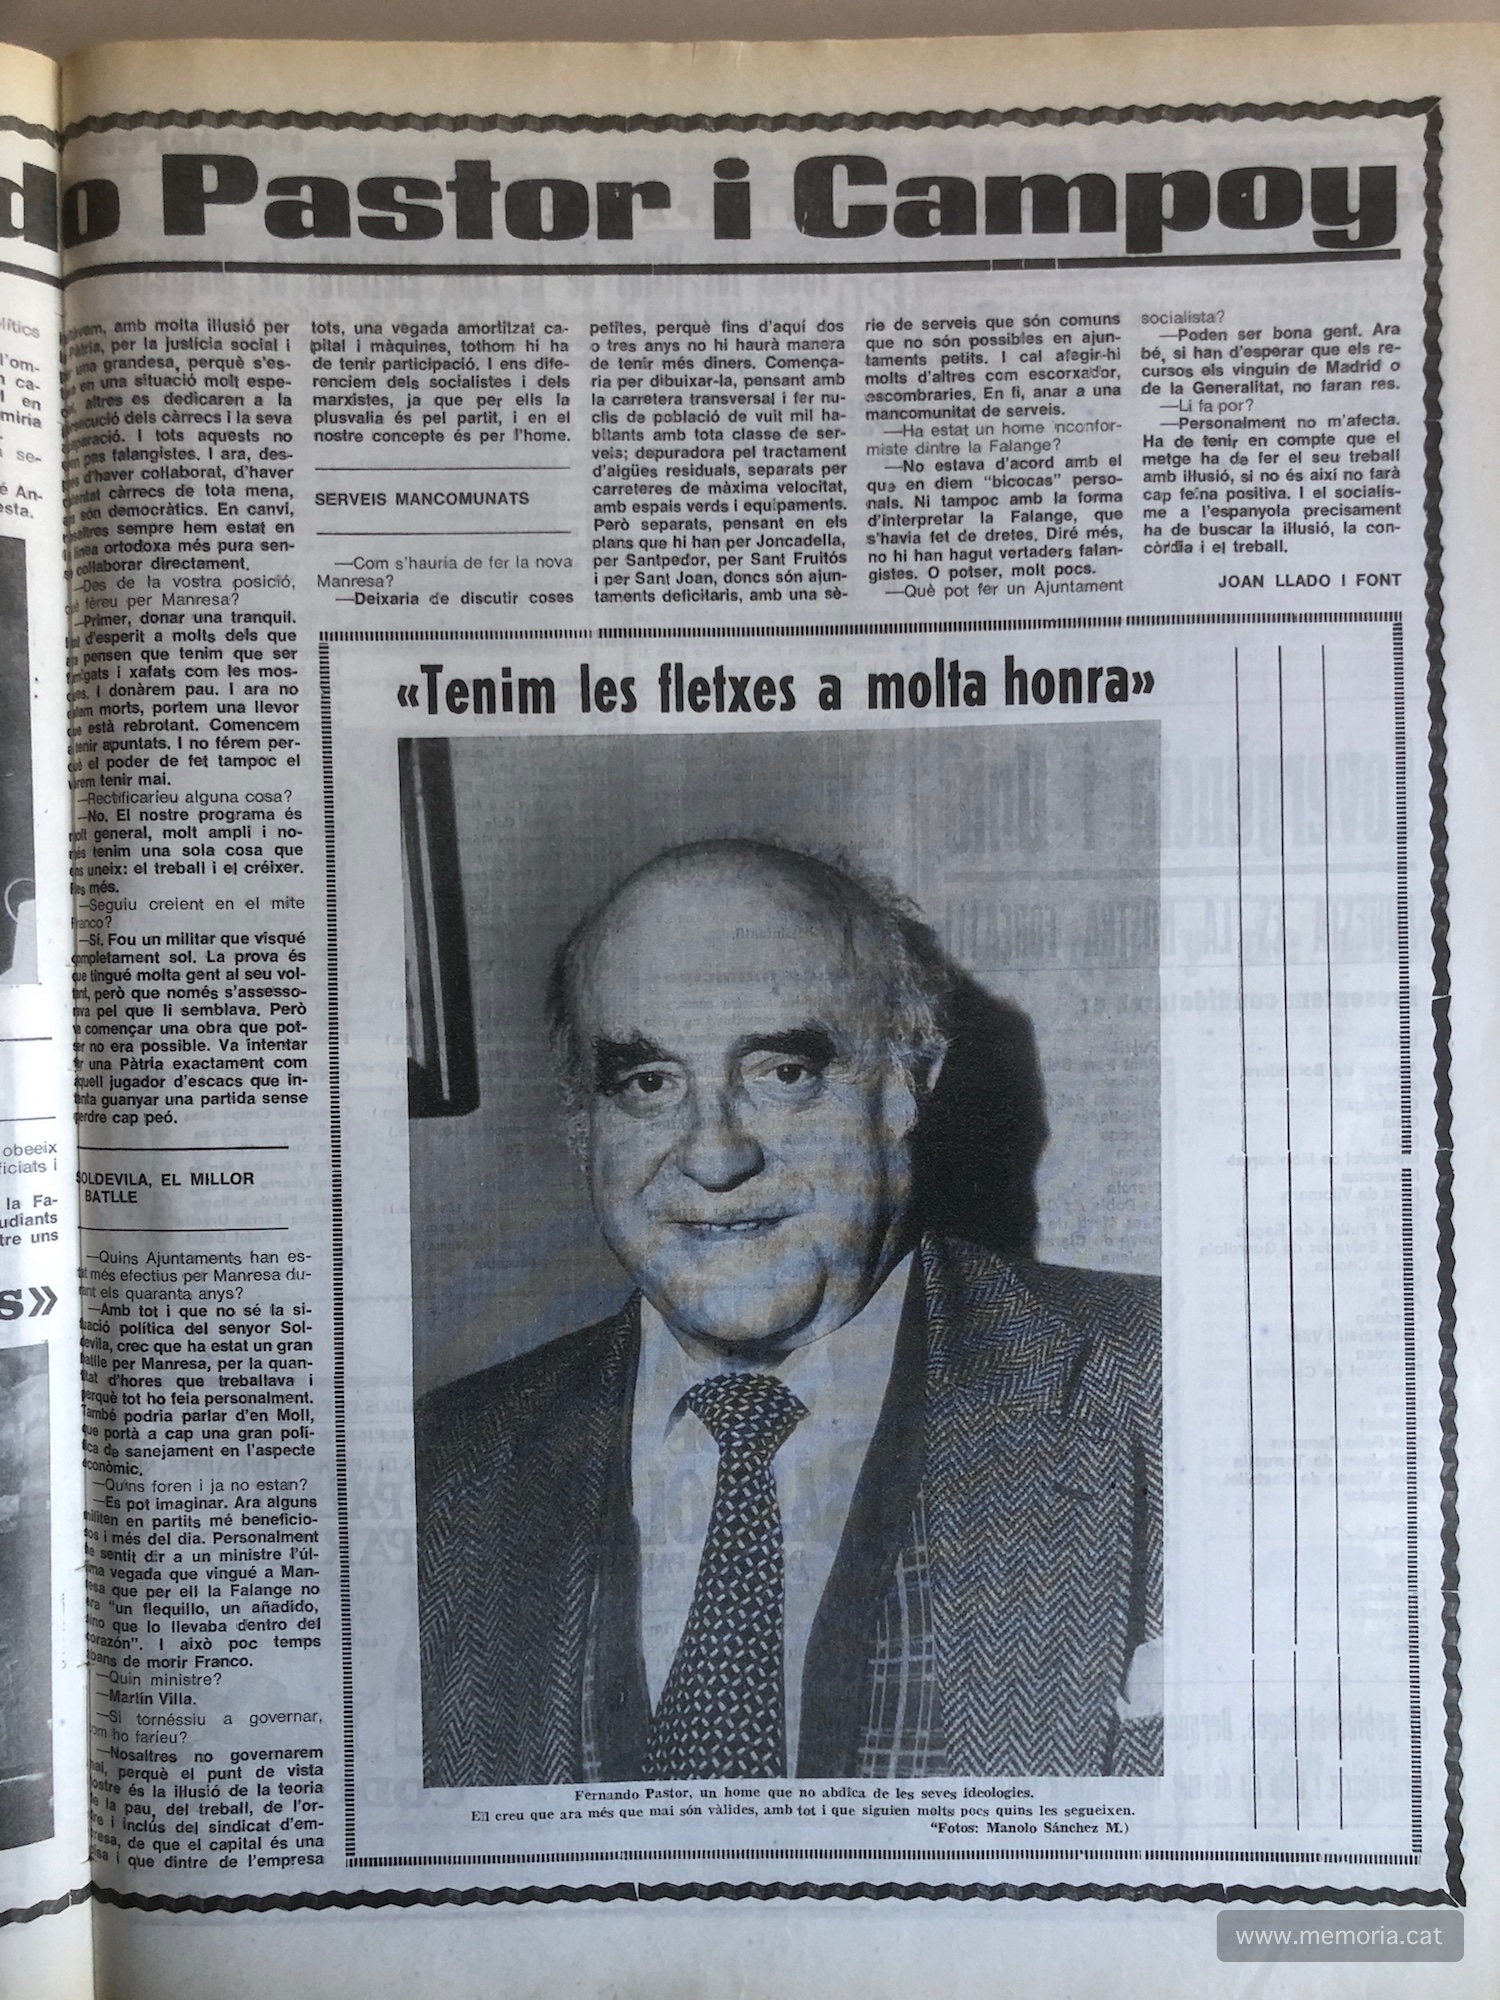 do Pastor i Campoy
lítics
l'om-
n ca-
l en
miria
se-
é An-
esta.
obeeix
ficiats i
la Fa-
udiants
tre uns
s»
amb molta il·lusió per
Pàtria, per la justícia social i
una grandesa, perquè s'es-
en una situació molt espe-
altres es dedicaren a la
dels càrrecs i la seva
I tots aquests no
pas falangistes. I ara, des-
d'haver collaborat, d'haver
càrrecs de tota mena,
són democràtics. En canvi,
sempre hem estat en
línea ortodoxa més pura sen-
collaborar directament.
—Des de la vostra posició,
què féreu per Manresa?
—Primer, donar una tranquil.
d'esperit a molts dels que
pensen que tenim que ser
i xafats com les mos-
I donàrem pau. I ara no
morts, portem una llevor
que està rebrotant. Comencem
a tenir apuntats. I no férem per-
què el poder de fet tampoc el
vàrem tenir mai.
—Rectificaríeu alguna cosa?
—No. El nostre programa és
molt general, molt ampli i no-
més tenim una sola cosa que
ens uneix: el treball i el créixer.
Res més.
—Seguiu creient en el mite
Franco?
—Sí. Fou un militar que visqué
completament sol. La prova és
que tingué molta gent al seu vol-
tant, però que només s'assesso-
rava pel que li semblava. Però
va començar una obra que pot-
ser no era possible. Va intentar
fer una Pàtria exactament com
aquell jugador d'escacs que in-
tenta guanyar una partida sense
perdre cap peó.
SOLDEVILA, EL MILLOR
BATLLE
—Quins Ajuntaments han es-
tat més efectius per Manresa du-
rant els quaranta anys?
—Amb tot i que no sé la si-
tuació política del senyor Sol-
devila, crec que ha estat un gran
batlle per Manresa, per la quan-
titat d'hores que treballava i
perquè tot ho feia personalment.
També podria parlar d'en Moll,
que portà a cap una gran polí-
tica de sanejament en l'aspecte
econòmic.
—Quins foren i ja no estan?
—Es pot imaginar. Ara alguns
militen en partits mé beneficio-
sos i més del dia. Personalment
he sentit dir a un ministre l'úl-
tima vegada que vingué a Man-
resa que per ell la Falange no
era "un flequillo, un añadido,
sino que lo llevaba dentro del
corazón". I això poc temps
abans de morir Franco.
—Quin ministre?
—Martín Villa.
—Si tornéssiu a governar,
com ho faríeu?
—Nosaltres no governarem
mai, perquè el punt de vista
nostre és la il·lusió de la teoria
de la pau, del treball, de l'or-
dre i inclús del sindicat d'em-
presa, de que el capital és una
cosa i que dintre de l'empresa
tots, una vegada amortitzat ca-
pital i màquines, tothom hi ha
de tenir participació. I ens dife-
renciem dels socialistes i dels
marxistes, ja que per ells la
plusvalia és pel partit, i en el
nostre concepte és per l'home.
SERVEIS MANCOMUNATS
—Com s'hauria de fer la nova
Manresa?
—Deixaria de discutir coses
petites, perquè fins d'aquí dos
o tres anys no hi haurà manera
de tenir més diners. Comença-
ria per dibuixar-la, pensant amb
la carretera transversal i fer nu-
clis de població de vuit mil ha-
bitants amb tota classe de ser-
veis; depuradora pel tractament
d'aigües residuals, separats per
carreteres de màxima velocitat,
amb espais verds i equipaments.
Però separats, pensant en els
plans que hi han per Joncadella,
per Santpedor, per Sant Fruitós
i per Sant Joan, doncs són ajun-
taments deficitaris, amb una sè-
rie de serveis que són comuns
que no són possibles en ajun-
taments petits. I cal afegir-hi
molts d'altres com escorxador,
escombraries. En fi, anar a una
mancomunitat de serveis.
—Ha estat un home inconfor-
miste dintre la Falange?
—No estava d'acord amb el
que en diem "bicocas" perso-
nals. Ni tampoc amb la forma
d'interpretar la Falange, que
s'havia fet de dretes. Diré més,
no hi han hagut vertaders falan-
gistes. O potser, molt pocs.
—Què pot fer un Ajuntament
socialista?
—Poden ser bona gent. Ara
bé, si han d'esperar que els re-
cursos els vinguin de Madrid o
de la Generalitat, no faran res.
—Li fa por?
—Personalment no m'afecta.
Ha de tenir en compte que el
metge ha de fer el seu treball
amb il·lusió, si no és així no farà
cap feina positiva. I el socialis-
me a l'espanyola precisament
ha de buscar la il·lusió, la con-
còrdia i el treball.
JOAN LLADO I FONT
«Tenim les fletxes a molta honra»
Fernando Pastor, un home que no abdica de les seves ideologies.
Ell creu que ara més que mai són vàlides, amb tot i que siguien molts pocs quins les segueixen.
"Fotos: Manolo Sánchez M.)
www.memoria.cat